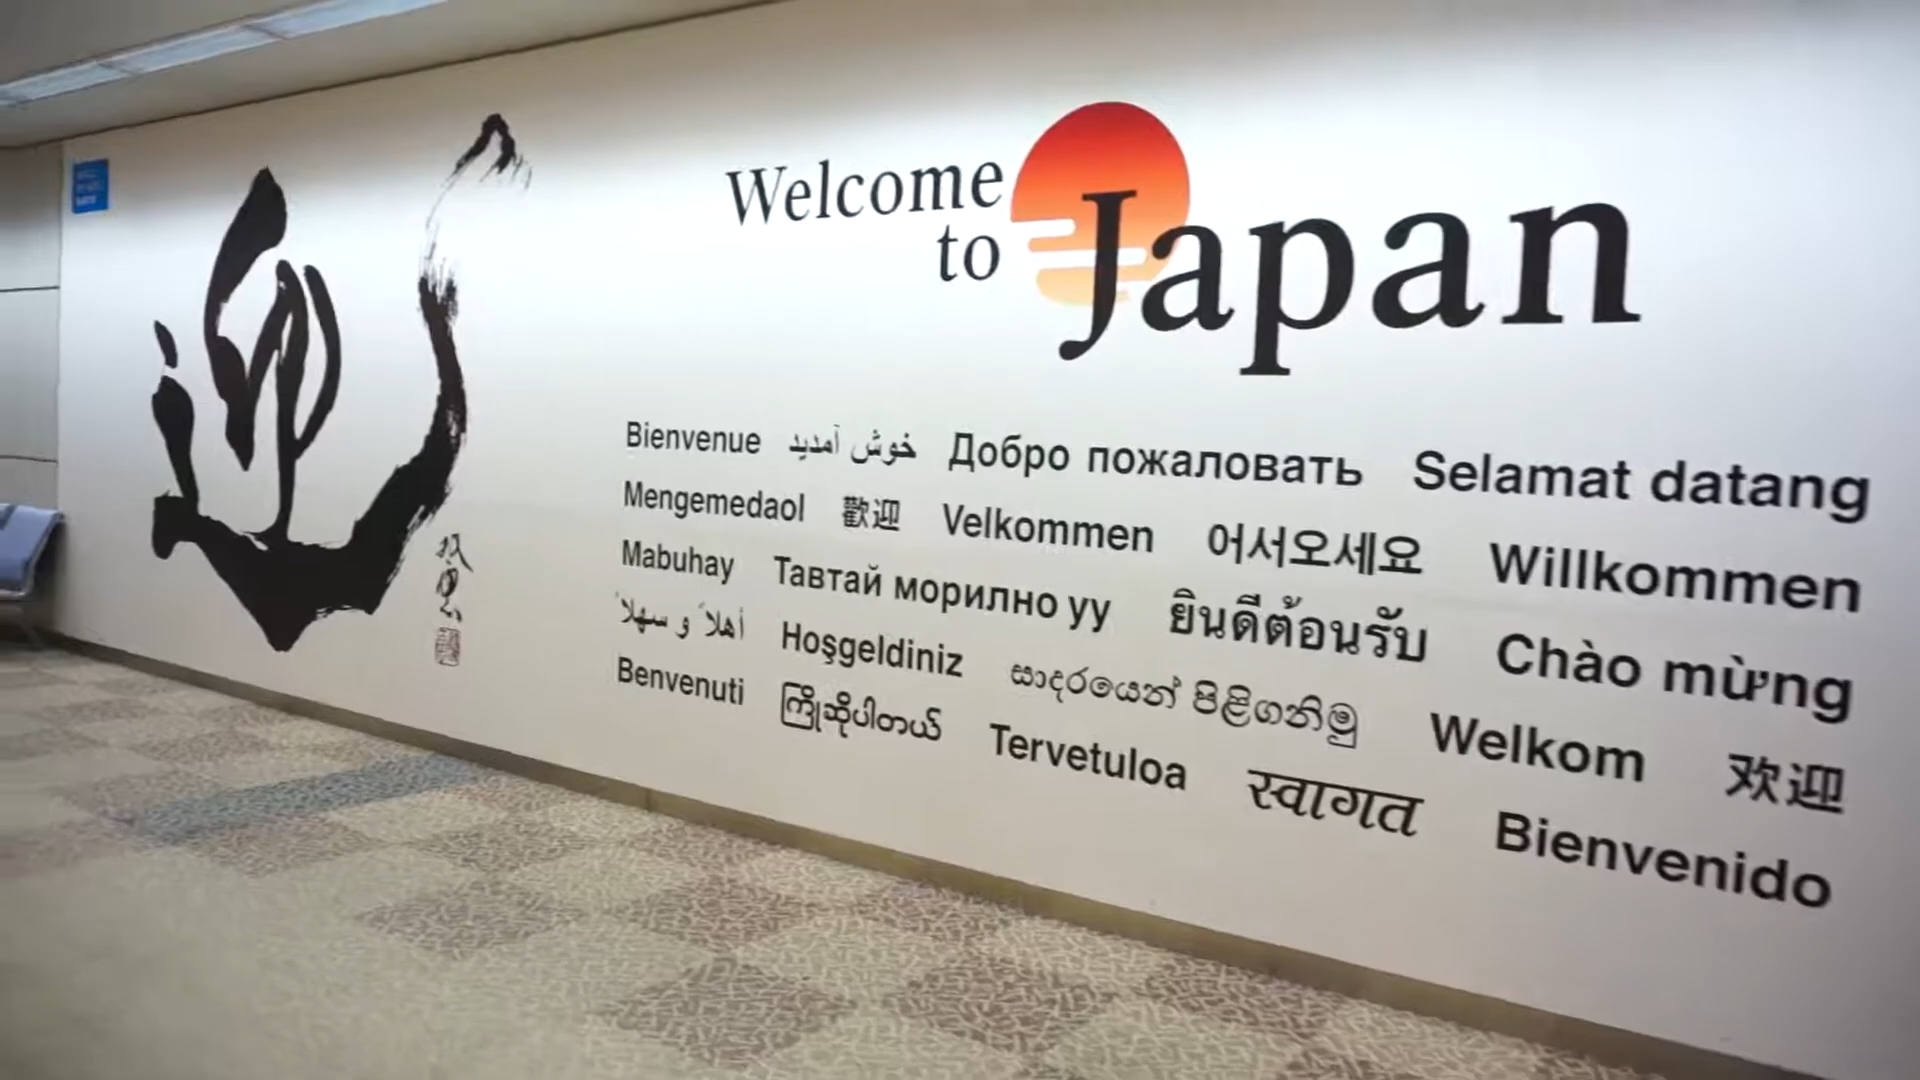 迎
Welcome
to
Japan
Bienvenue خوش آمدید Добро пожаловать Selamat datang
Mengemedaol 歡迎 Velkommen 어서오세요 Willkommen
Mabuhay Тавтай морилно уу ยินดีต้อนรับ Chào mừng
أهلاً و سهلاً Hoşgeldiniz සාදරයෙන් පිළිගනිමු Welkom 欢迎
Benvenuti ကြိုဆိုပါတယ် Tervetuloa स्वागत Bienvenido